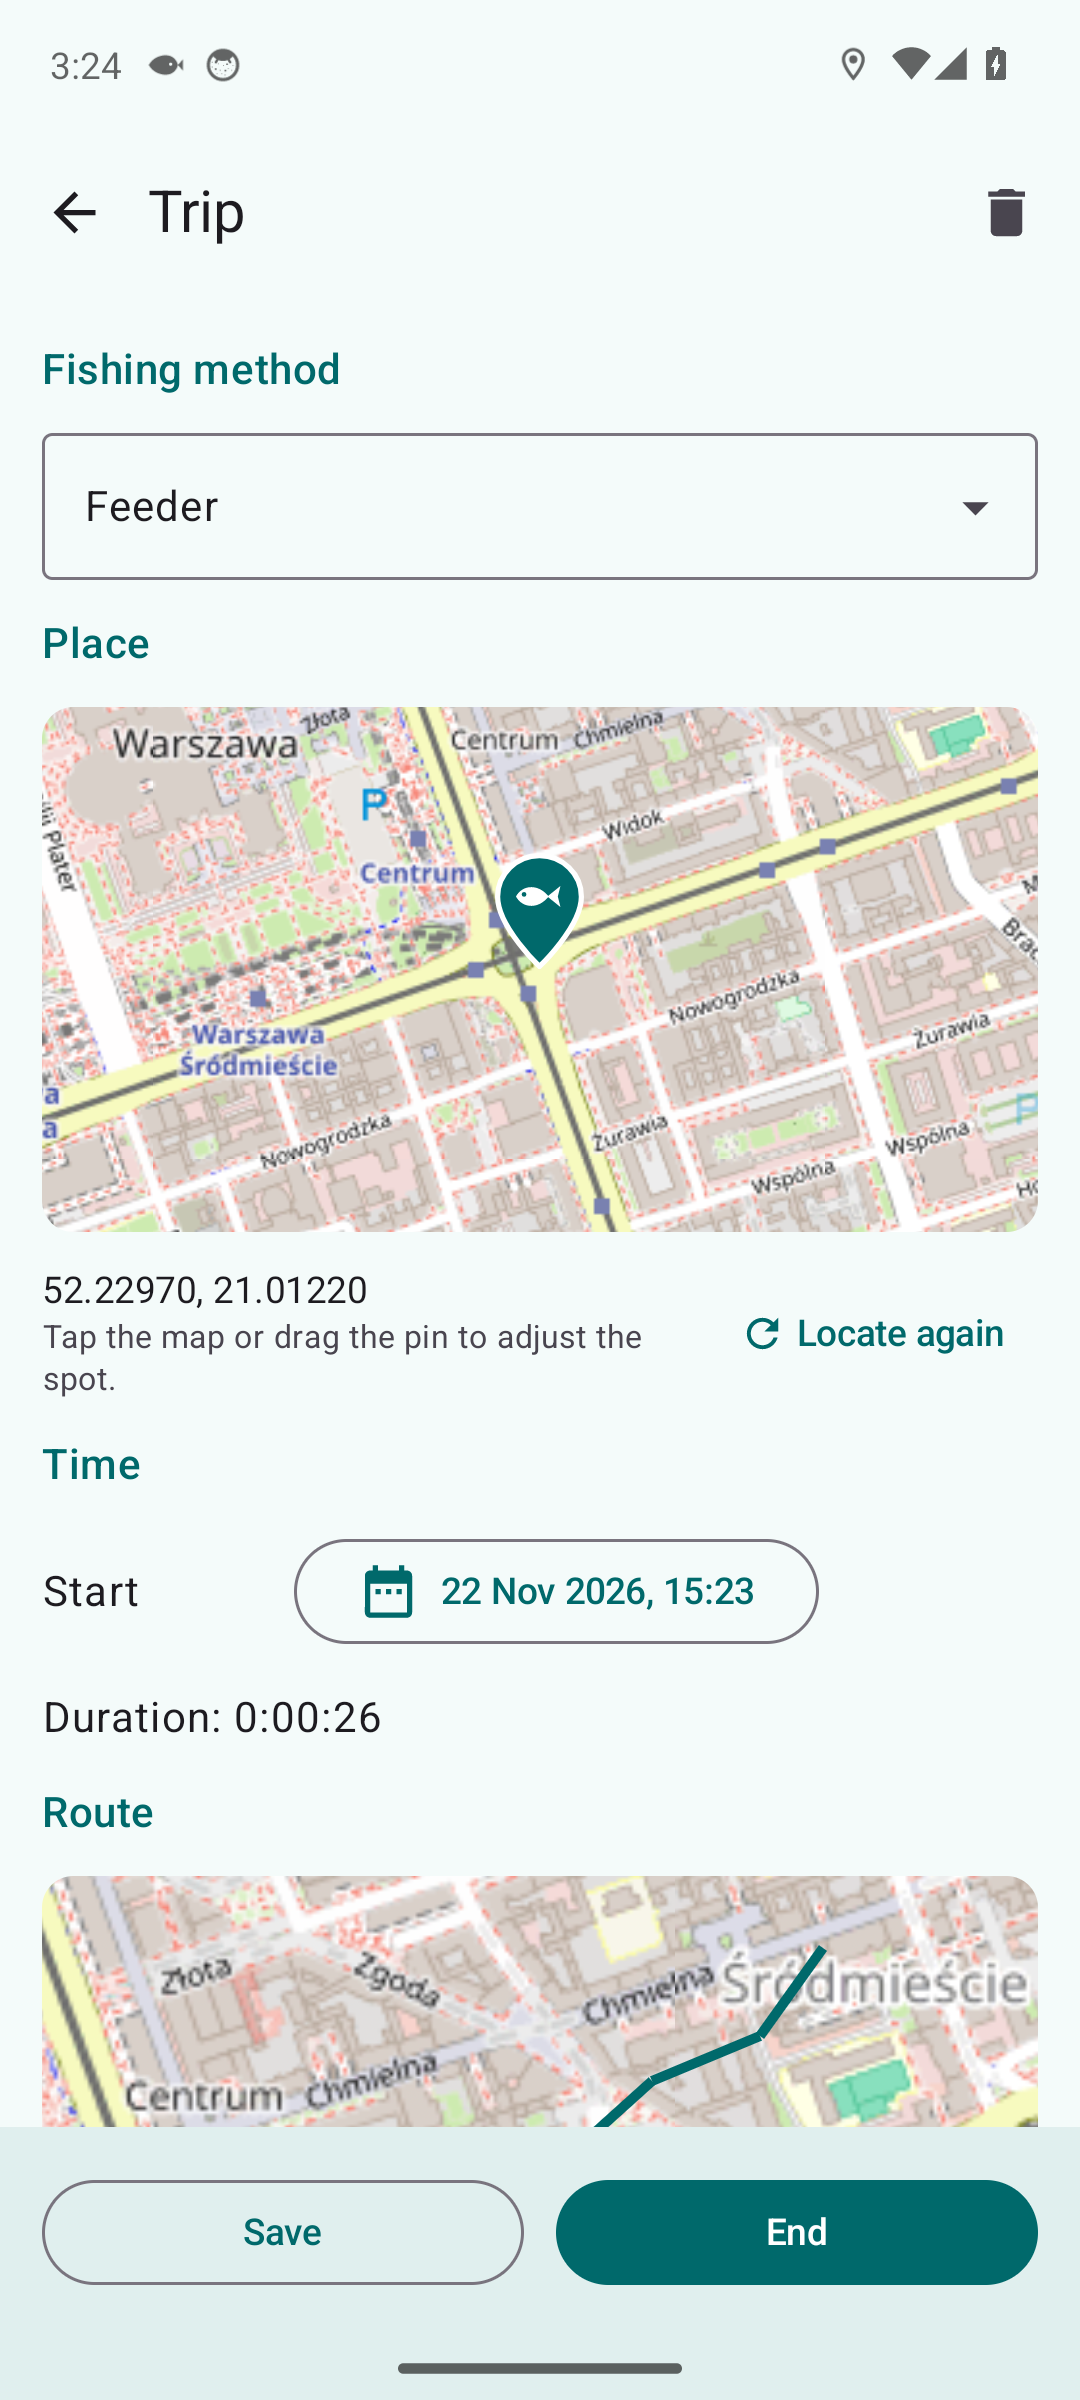 3:24
Trip
Fishing method
Feeder
Place
Warszawa
Złota
Centrum
Chmielna
P
Widok
Centrum
Nowogrodzka
Żurawia
Warszawa
Śródmieście
a
a
P
Nowogrodzka
Żurawia
Wspólna
Wspólna
52.22970, 21.01220
Tap the map or drag the pin to adjust the
spot.
Locate again
Time
Start
22 Nov 2026, 15:23
Duration: 0:00:26
Route
Złota
Zgoda
Chmielna
Śródmieście
Centrum
Chmielna
Save
End